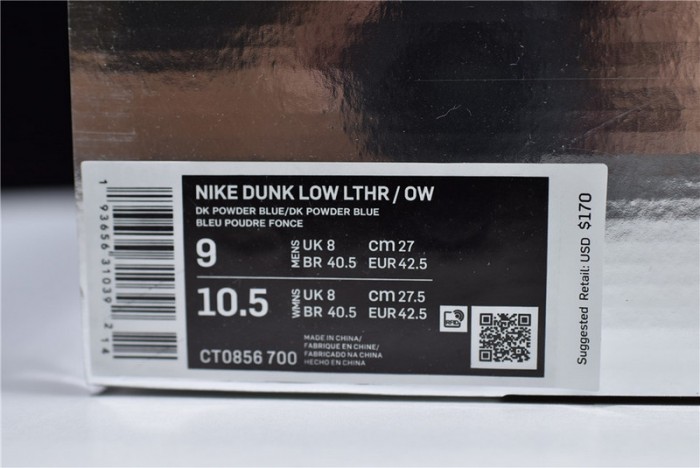 NIKE DUNK LOW LTHR / OW
DK POWDER BLUE/DK POWDER BLUE
BLEU POUDRE FONCE
9 MENS UK 8 cm 27
BR 40.5 EUR 42.5
10.5 WMNS UK 8 cm 27.5
BR 40.5 EUR 42.5
CT0856 700
MADE IN CHINA/
FABRIQUE EN CHINE/
FABRICADO NA CHINA
HECHO EN CHINA
1 93656 31039 214
Suggested Retail: USD $170